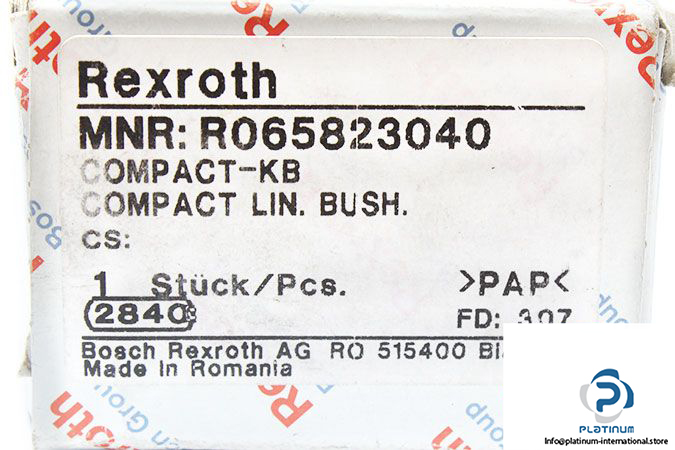 Rexroth
MNR: R065823040
COMPACT-KB
COMPACT LIN. BUSH.
CS:
1 Stück/Pcs. >PAP<
2840 FD: 307
Bosch Rexroth AG RO 515400
Made in Romania
PLATINUM
Info@platinum-international.store